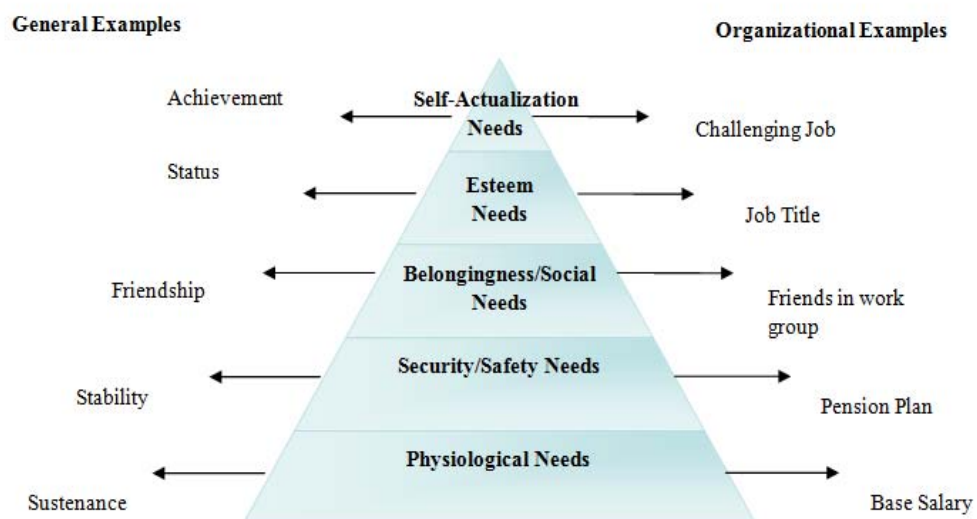 General Examples
Organizational Examples
Achievement
Self-Actualization
Needs
Challenging Job
Status
Esteem
Needs
Job Title
Friendship
Belongingness/Social
Needs
Friends in work
group
Stability
Security/Safety Needs
Pension Plan
Sustenance
Physiological Needs
Base Salary